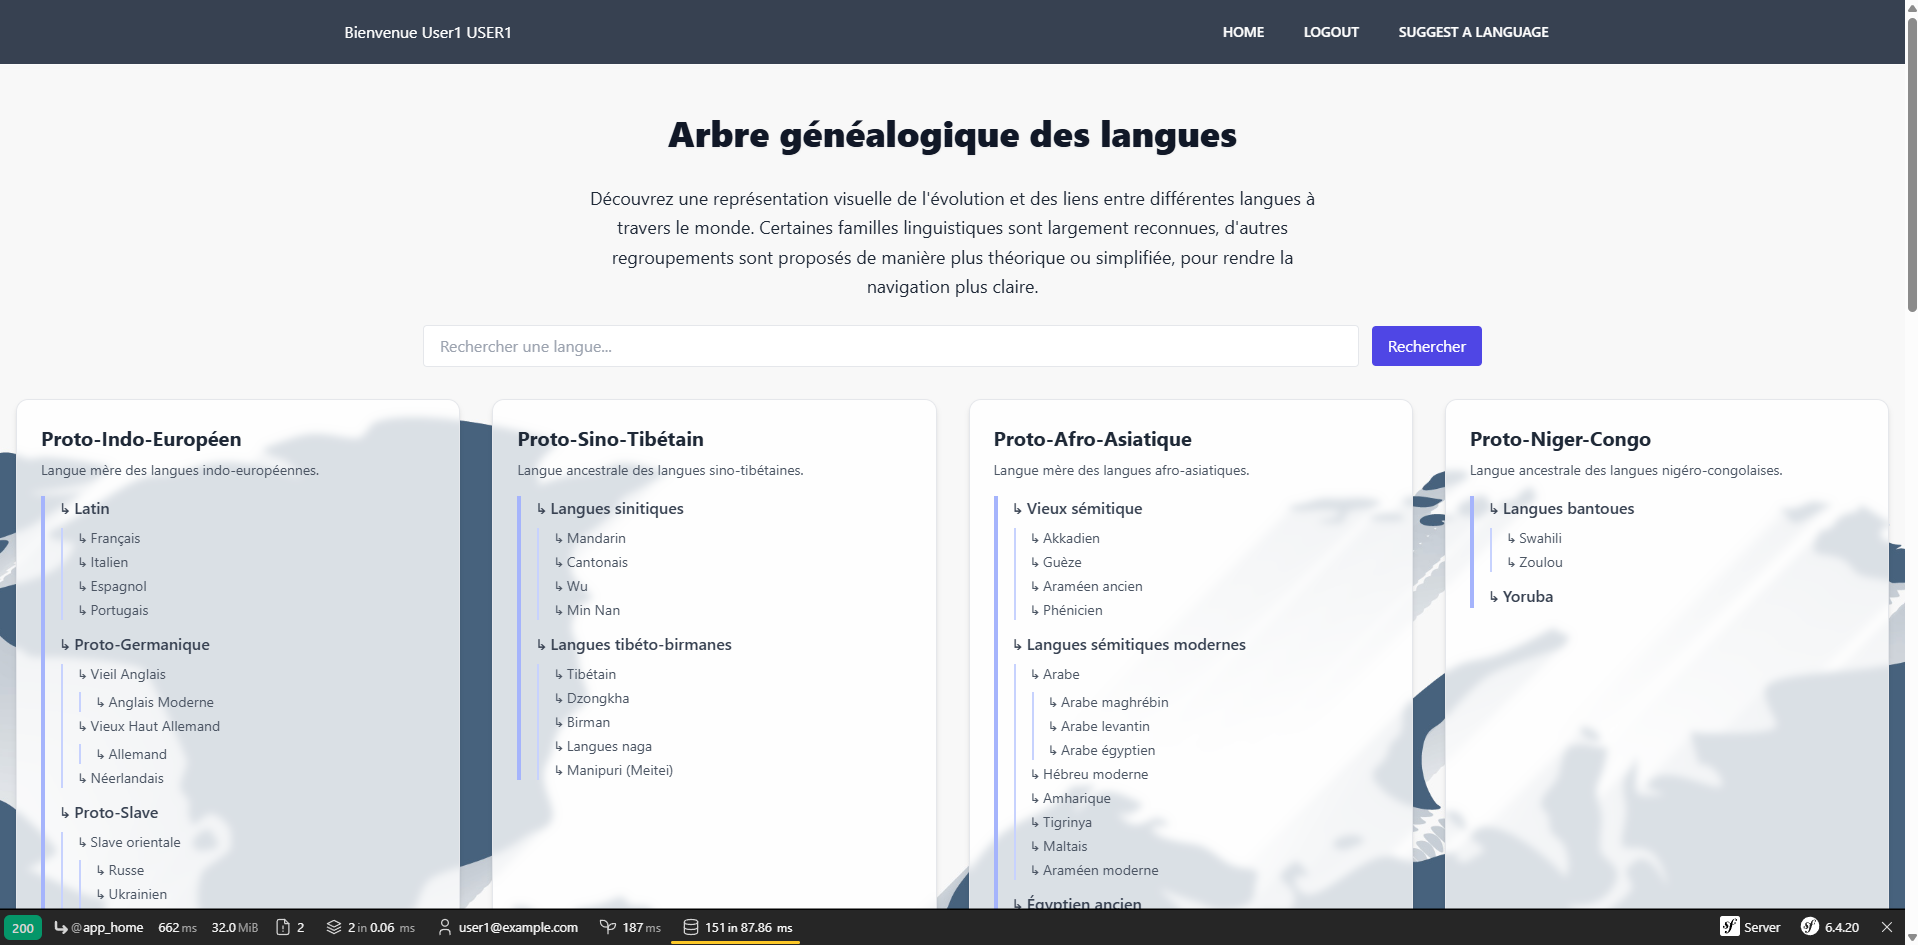 Bienvenue User1 USER1
HOME
LOGOUT
SUGGEST A LANGUAGE
Arbre généalogique des langues
Découvrez une représentation visuelle de l'évolution et des liens entre différentes langues à
travers le monde. Certaines familles linguistiques sont largement reconnues, d'autres
regroupements sont proposés de manière plus théorique ou simplifiée, pour rendre la
navigation plus claire.
Rechercher une langue...
Rechercher
Proto-Indo-Européen
Langue mère des langues indo-européennes.
↳ Latin
↳ Français
↳ Italien
↳ Espagnol
↳ Portugais
↳ Proto-Germanique
↳ Vieil Anglais
↳ Anglais Moderne
↳ Vieux Haut Allemand
↳ Allemand
↳ Néerlandais
↳ Proto-Slave
↳ Slave orientale
↳ Russe
↳ Ukrainien
Proto-Sino-Tibétain
Langue ancestrale des langues sino-tibétaines.
↳ Langues sinitiques
↳ Mandarin
↳ Cantonais
↳ Wu
↳ Min Nan
↳ Langues tibéto-birmanes
↳ Tibétain
↳ Dzongkha
↳ Birman
↳ Langues naga
↳ Manipuri (Meitei)
Proto-Afro-Asiatique
Langue mère des langues afro-asiatiques.
↳ Vieux sémitique
↳ Akkadien
↳ Guèze
↳ Araméen ancien
↳ Phénicien
↳ Langues sémitiques modernes
↳ Arabe
↳ Arabe maghrébin
↳ Arabe levantin
↳ Arabe égyptien
↳ Hébreu moderne
↳ Amharique
↳ Tigrinya
↳ Maltais
↳ Araméen moderne
↳ Égyptien ancien
Proto-Niger-Congo
Langue ancestrale des langues nigéro-congolaises.
↳ Langues bantoues
↳ Swahili
↳ Zoulou
↳ Yoruba
200 @app_home 662 ms 32.0 MiB 2 2 in 0.06 ms user1@example.com 187 ms 151 in 87.86 ms sf Server sf 6.4.20